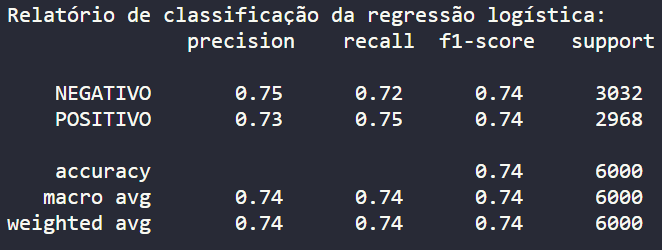 Relatório de classificação da regressão logística:
precision recall f1-score support
NEGATIVO 0.75 0.72 0.74 3032
POSITIVO 0.73 0.75 0.74 2968
accuracy 0.74 6000
macro avg 0.74 0.74 0.74 6000
weighted avg 0.74 0.74 0.74 6000